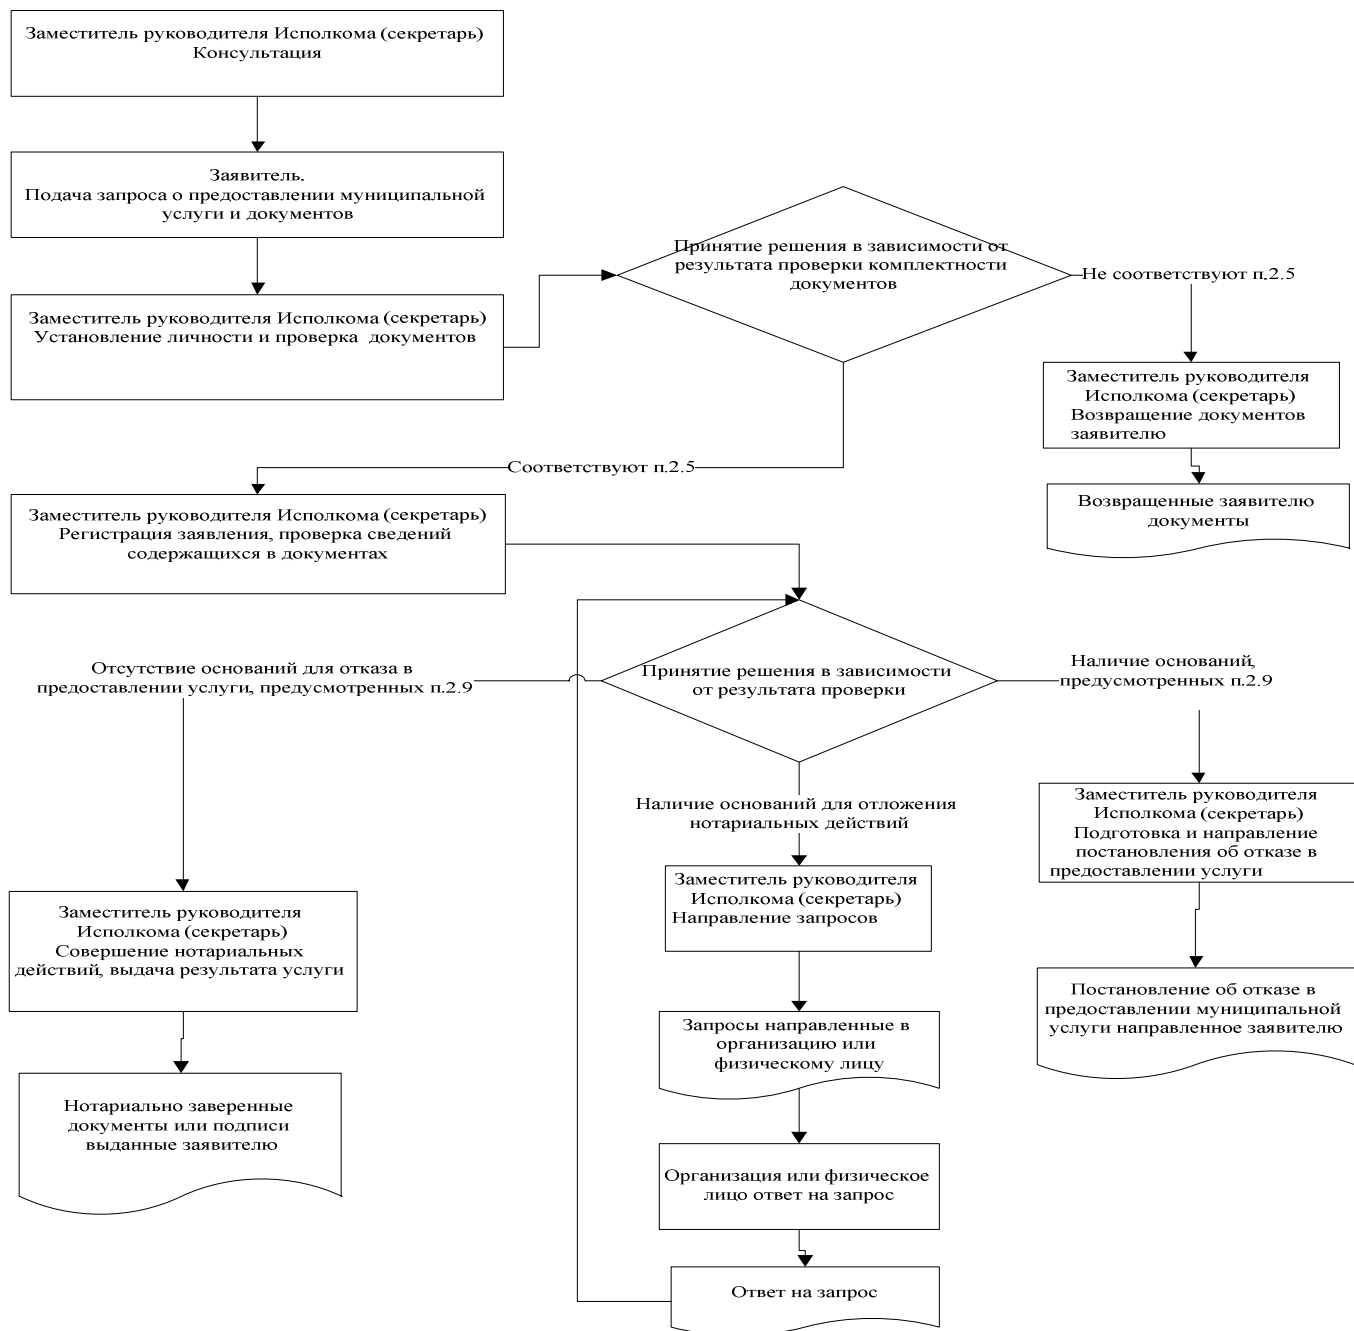 Заместитель руководителя Исполкома (секретарь)
Консультация
Заявитель.
Подача запроса о предоставлении муниципальной
услуги и документов
Заместитель руководителя Исполкома (секретарь)
Установление личности и проверка документов
Принятие решения в зависимости от
результата проверки комплектности
документов
Не соответствуют п.2.5
Заместитель руководителя
Исполкома (секретарь)
Возвращение документов
заявителю
Возвращенные заявителю
документы
Соответствуют п.2.5
Заместитель руководителя Исполкома (секретарь)
Регистрация заявления, проверка сведений
содержащихся в документах
Принятие решения в зависимости
от результата проверки
Отсутствие оснований для отказа в
предоставлении услуги, предусмотренных п.2.9
Наличие оснований,
предусмотренных п.2.9
Наличие оснований для отложения
нотариальных действий
Заместитель руководителя
Исполкома (секретарь)
Совершение нотариальных
действий, выдача результата услуги
Нотариально заверенные
документы или подписи
выданные заявителю
Заместитель руководителя
Исполкома (секретарь)
Направление запросов
Запросы направленные в
организацию или
физическому лицу
Организация или физическое
лицо ответ на запрос
Ответ на запрос
Заместитель руководителя
Исполкома (секретарь)
Подготовка и направление
постановления об отказе в
предоставлении услуги
Постановление об отказе в
предоставлении муниципальной
услуги направленное заявителю